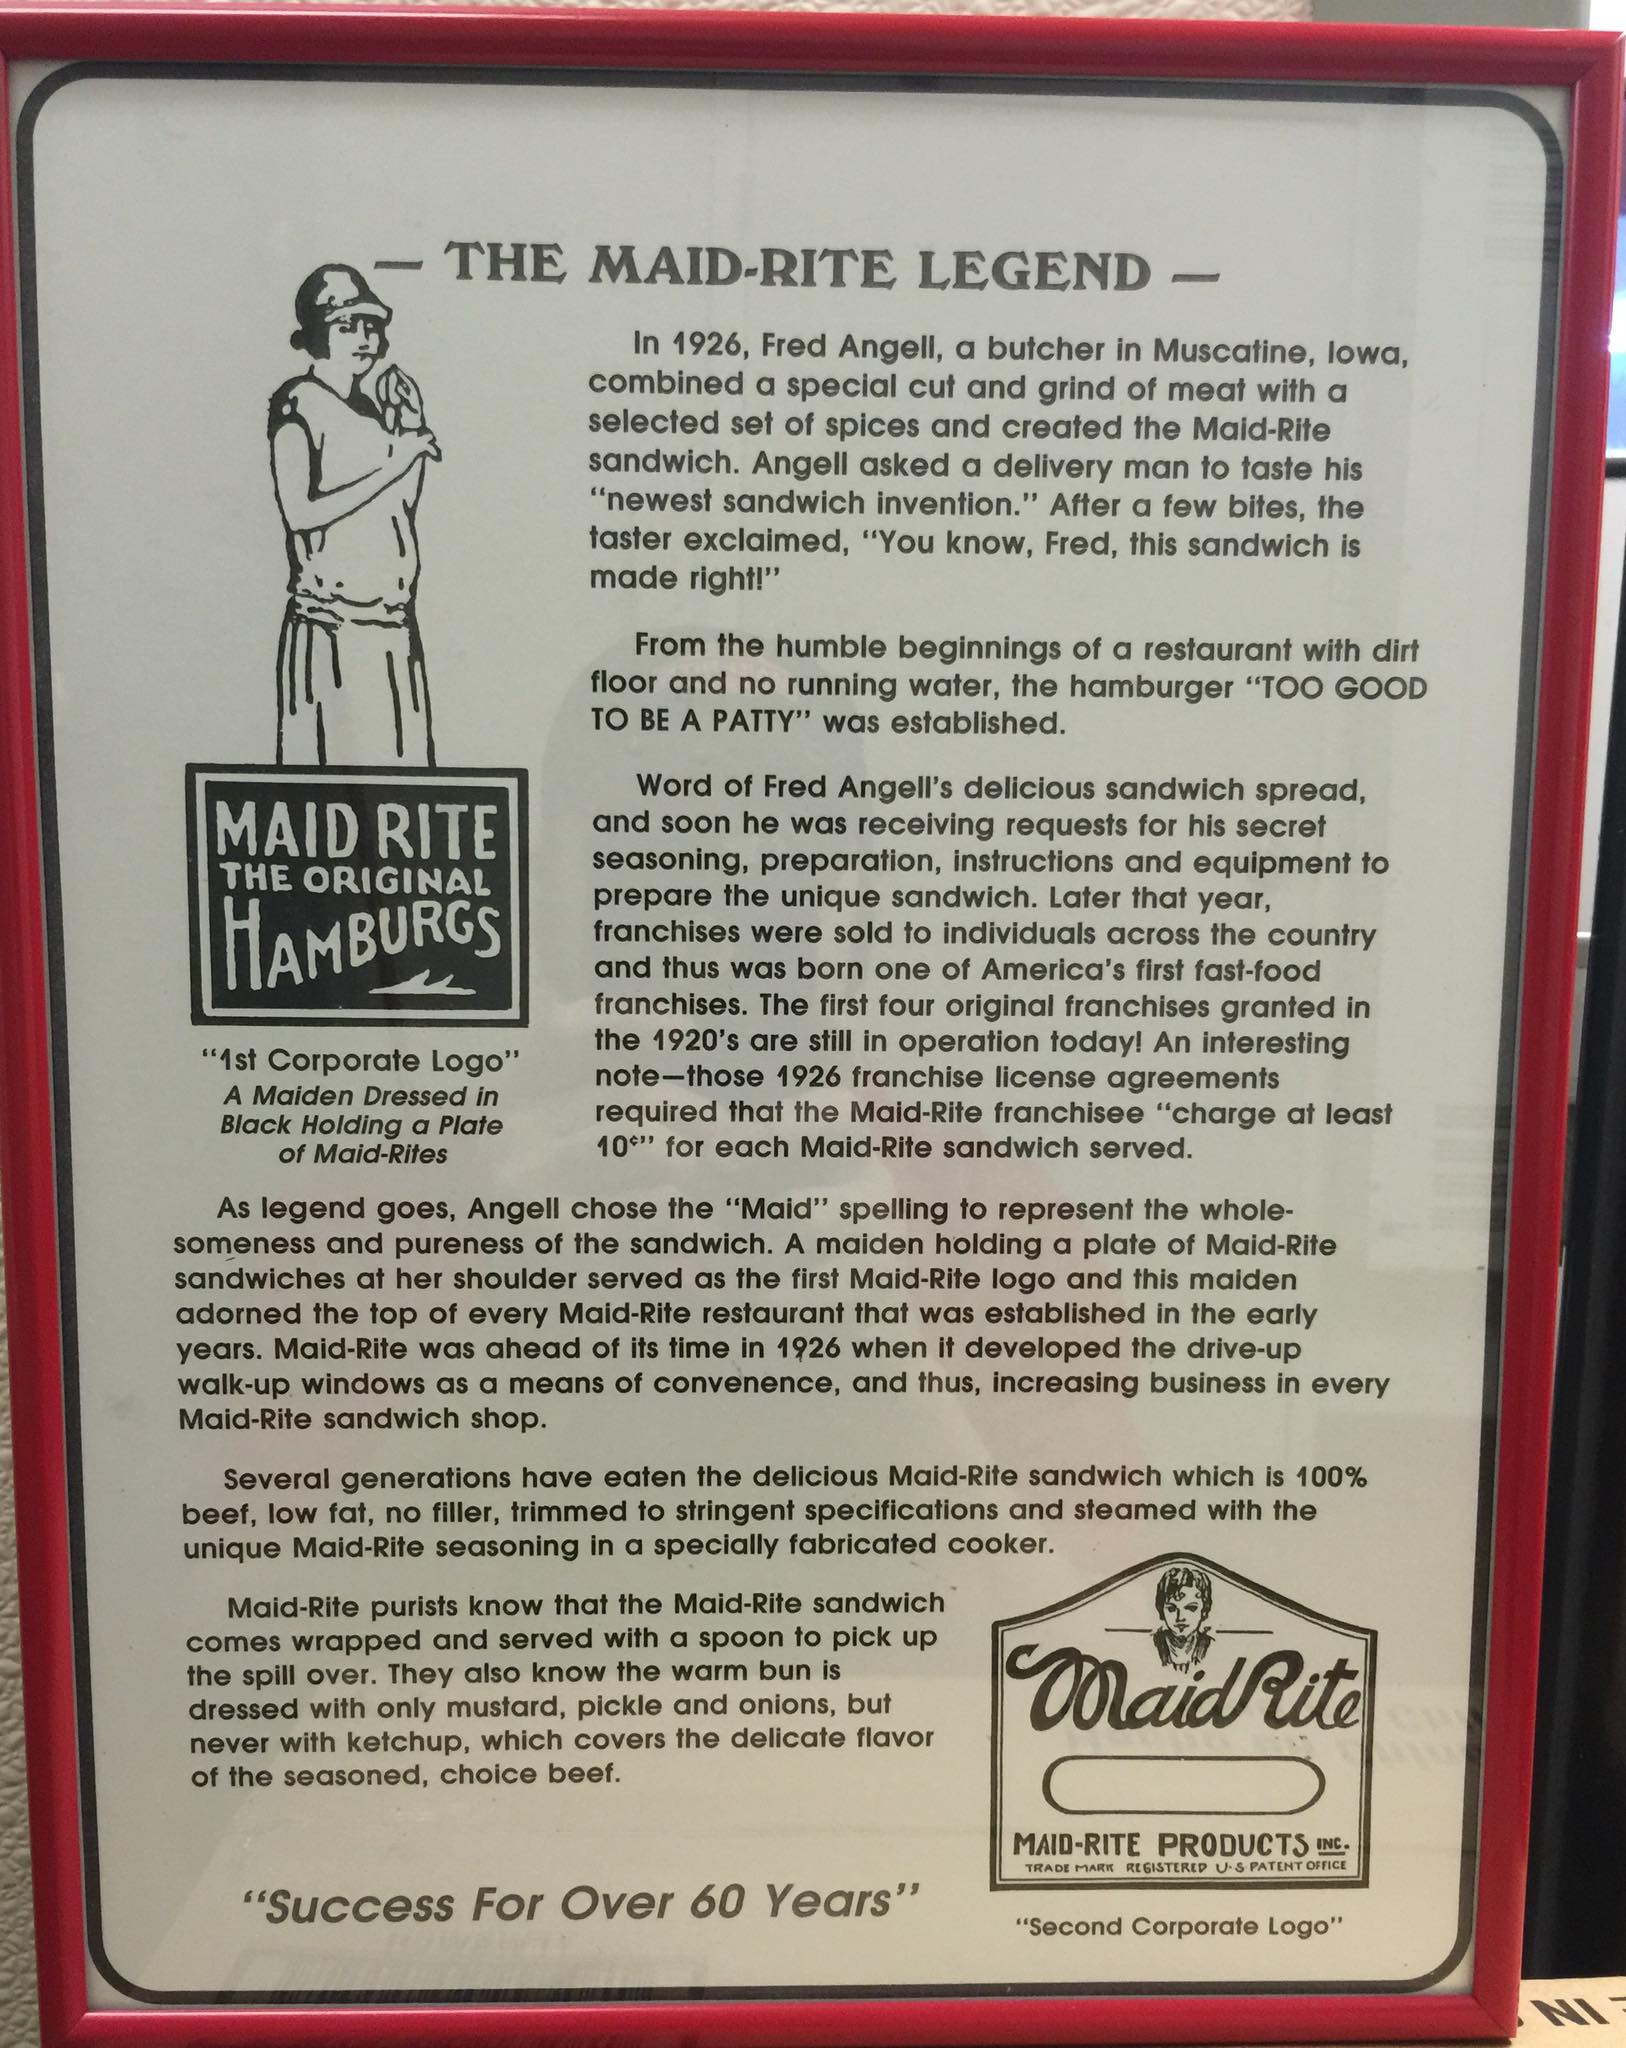 — THE MAID-RITE LEGEND —
In 1926, Fred Angell, a butcher in Muscatine, Iowa,
combined a special cut and grind of meat with a
selected set of spices and created the Maid-Rite
sandwich. Angell asked a delivery man to taste his
"newest sandwich invention." After a few bites, the
taster exclaimed, "You know, Fred, this sandwich is
made right!"
From the humble beginnings of a restaurant with dirt
floor and no running water, the hamburger "TOO GOOD
TO BE A PATTY" was established.
Word of Fred Angell's delicious sandwich spread,
and soon he was receiving requests for his secret
seasoning, preparation, instructions and equipment to
prepare the unique sandwich. Later that year,
franchises were sold to individuals across the country
and thus was born one of America's first fast-food
franchises. The first four original franchises granted in
the 1920's are still in operation today! An interesting
note—those 1926 franchise license agreements
required that the Maid-Rite franchisee "charge at least
10¢" for each Maid-Rite sandwich served.
MAID RITE
THE ORIGINAL
HAMBURGS
"1st Corporate Logo"
A Maiden Dressed in
Black Holding a Plate
of Maid-Rites
As legend goes, Angell chose the "Maid" spelling to represent the whole-
someness and pureness of the sandwich. A maiden holding a plate of Maid-Rite
sandwiches at her shoulder served as the first Maid-Rite logo and this maiden
adorned the top of every Maid-Rite restaurant that was established in the early
years. Maid-Rite was ahead of its time in 1926 when it developed the drive-up
walk-up windows as a means of convenence, and thus, increasing business in every
Maid-Rite sandwich shop.
Several generations have eaten the delicious Maid-Rite sandwich which is 100%
beef, low fat, no filler, trimmed to stringent specifications and steamed with the
unique Maid-Rite seasoning in a specially fabricated cooker.
Maid-Rite purists know that the Maid-Rite sandwich
comes wrapped and served with a spoon to pick up
the spill over. They also know the warm bun is
dressed with only mustard, pickle and onions, but
never with ketchup, which covers the delicate flavor
of the seasoned, choice beef.
Maid Rite
MAID-RITE PRODUCTS INC.
TRADE MARK REGISTERED U-S PATENT OFFICE
"Second Corporate Logo"
"Success For Over 60 Years"